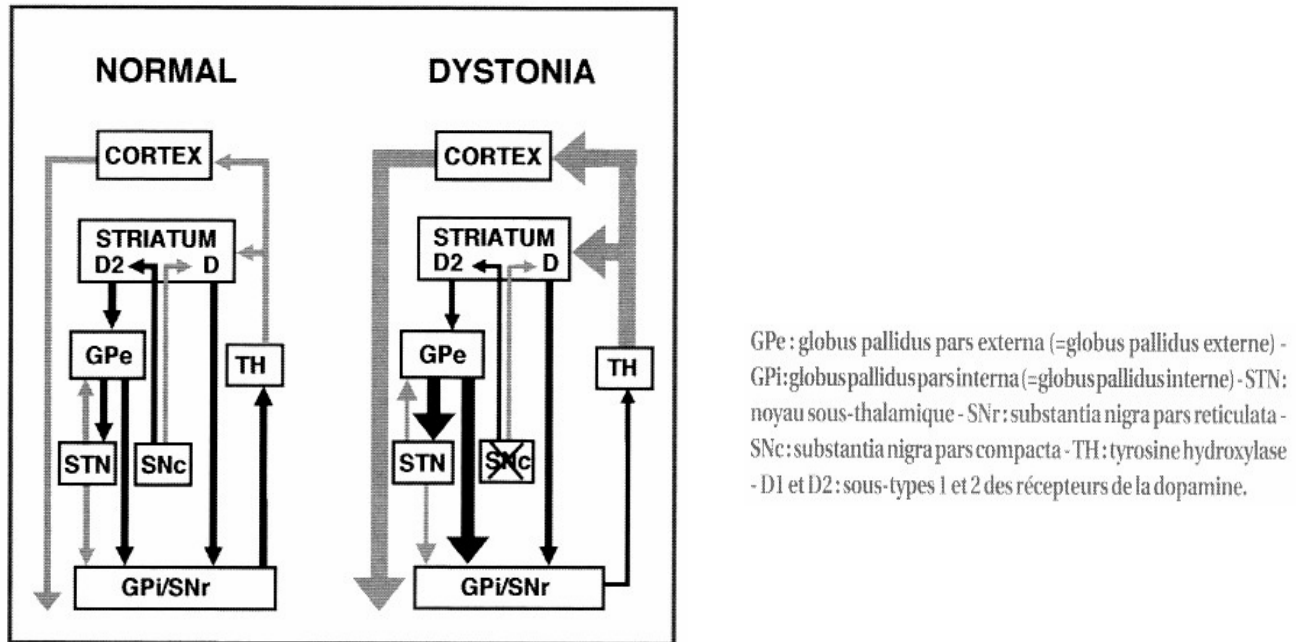 NORMAL
CORTEX
STRIATUM
D2 D
GPe
TH
STN
SNc
GPi/SNr
DYSTONIA
CORTEX
STRIATUM
D2 D
GPe
TH
STN
SNc
GPi/SNr
GPe : globus pallidus pars externa (=globus pallidus externe) -
GPi : globus pallidus pars interna (=globus pallidus interne) - STN :
noyau sous-thalamique - SNr : substantia nigra pars reticulata -
SNc : substantia nigra pars compacta - TH : tyrosine hydroxylase
- D1 et D2 : sous-types 1 et 2 des récepteurs de la dopamine.